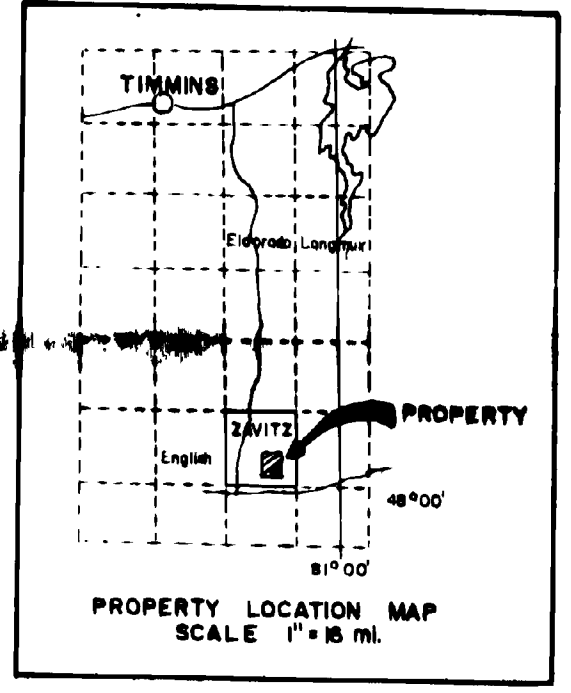 TIMMINS
Eldorado Langmuir
ZAVITZ
PROPERTY
English
48°00'
81°00'
PROPERTY LOCATION MAP
SCALE 1" = 16 mi.